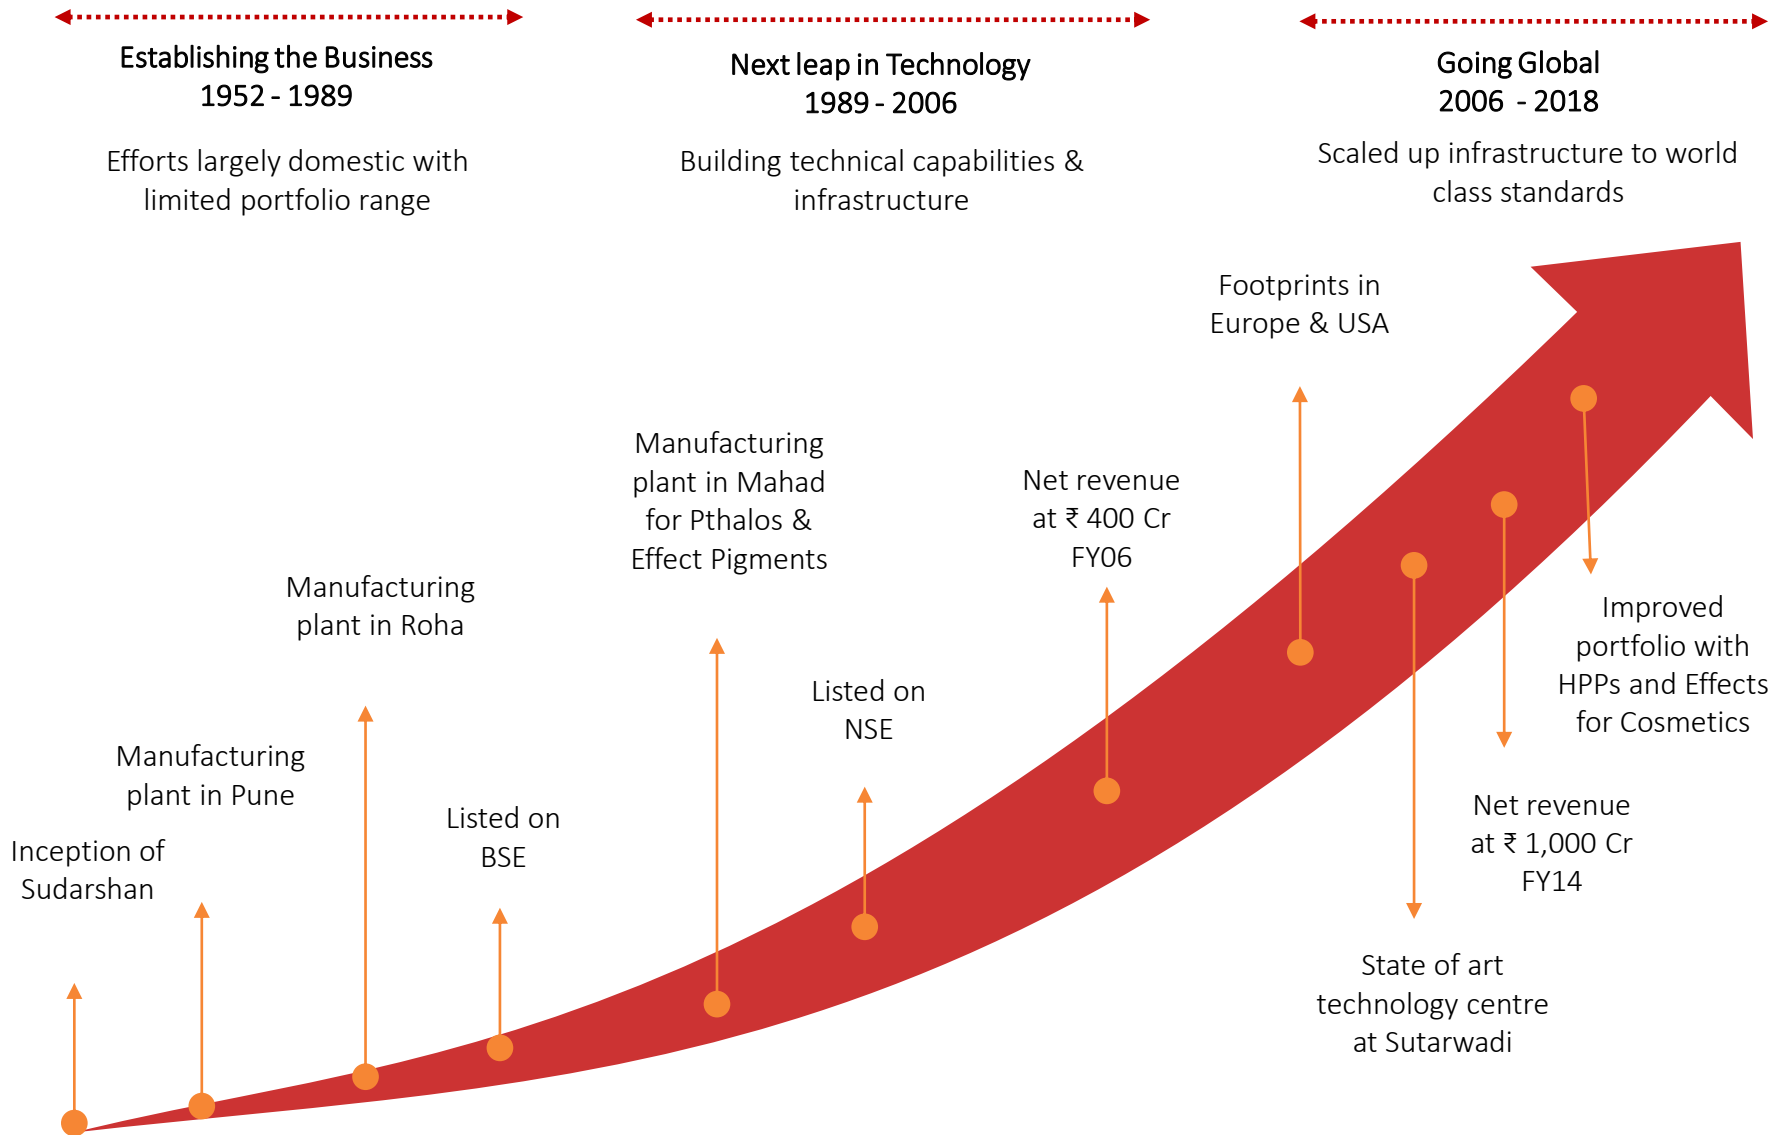 Establishing the Business
1952 - 1989
Efforts largely domestic with
limited portfolio range
Next leap in Technology
1989 - 2006
Building technical capabilities &
infrastructure
Going Global
2006 - 2018
Scaled up infrastructure to world
class standards
Inception of
Sudarshan
Manufacturing
plant in Pune
Manufacturing
plant in Roha
Listed on
BSE
Manufacturing
plant in Mahad
for Pthalos &
Effect Pigments
Listed on
NSE
Net revenue
at ₹ 400 Cr
FY06
Footprints in
Europe & USA
State of art
technology centre
at Sutarwadi
Net revenue
at ₹ 1,000 Cr
FY14
Improved
portfolio with
HPPs and Effects
for Cosmetics